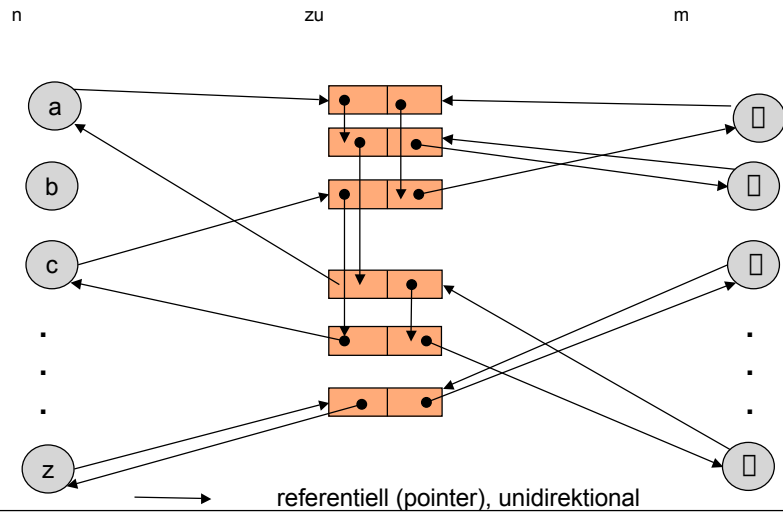 n zu m
a
b
c
.
.
.
z
.
.
.
referentiell (pointer), unidirektional